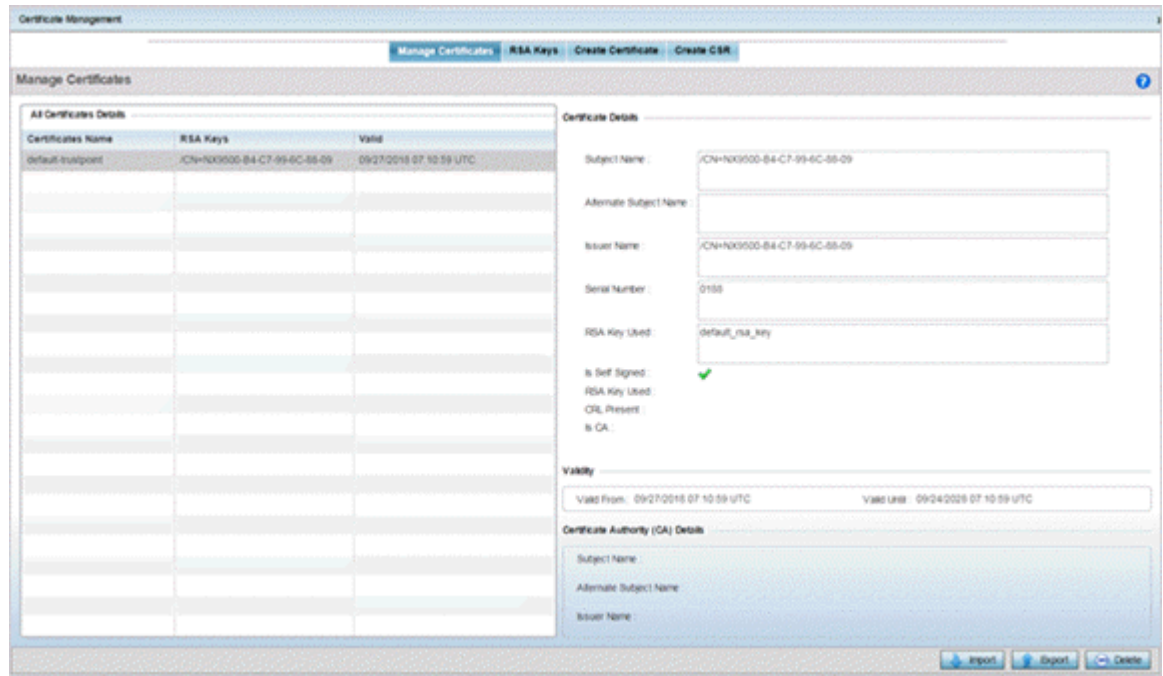 Certificate Management
Manage Certificates RSA Keys Create Certificate Create CSR
Manage Certificates
All Certificates Details
Certificates Name RSA Keys Valid
default-trustpoint /CN=NX9500-B4-C7-99-6C-88-09 09/27/2018 07:10:59 UTC
Certificate Details
Subject Name : /CN=NX9500-B4-C7-99-6C-88-09
Alternate Subject Name :
Issuer Name : /CN=NX9500-B4-C7-99-6C-88-09
Serial Number : 0188
RSA Key Used : default_rsa_key
Is Self Signed :
RSA Key Used :
CRL Present :
Is CA :
Validity
Valid From : 09/27/2018 07:10:59 UTC Valid Until : 09/24/2028 07:10:59 UTC
Certificate Authority (CA) Details
Subject Name :
Alternate Subject Name
Issuer Name :
Import Export Delete